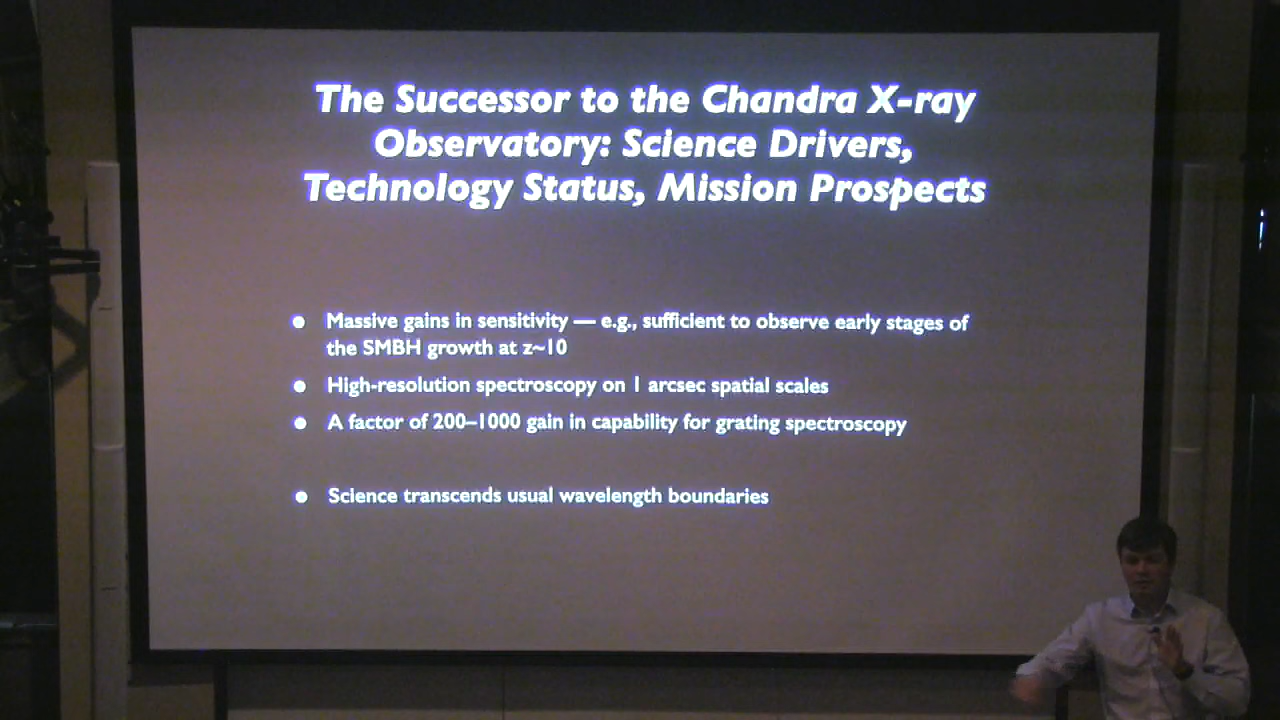 The Successor to the Chandra X-ray
Observatory: Science Drivers,
Technology Status, Mission Prospects
• Massive gains in sensitivity — e.g., sufficient to observe early stages of
the SMBH growth at z~10
• High-resolution spectroscopy on 1 arcsec spatial scales
• A factor of 200–1000 gain in capability for grating spectroscopy
• Science transcends usual wavelength boundaries